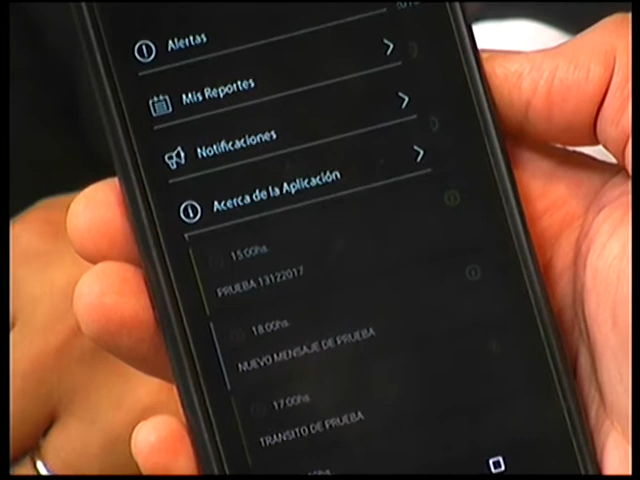 Alertas
Mis Reportes
Notificaciones
Acerca de la Aplicación
15:00hs.
PRUEBA 13122017
18:00hs.
NUEVO MENSAJE DE PRUEBA
17:00hs.
TRANSITO DE PRUEBA